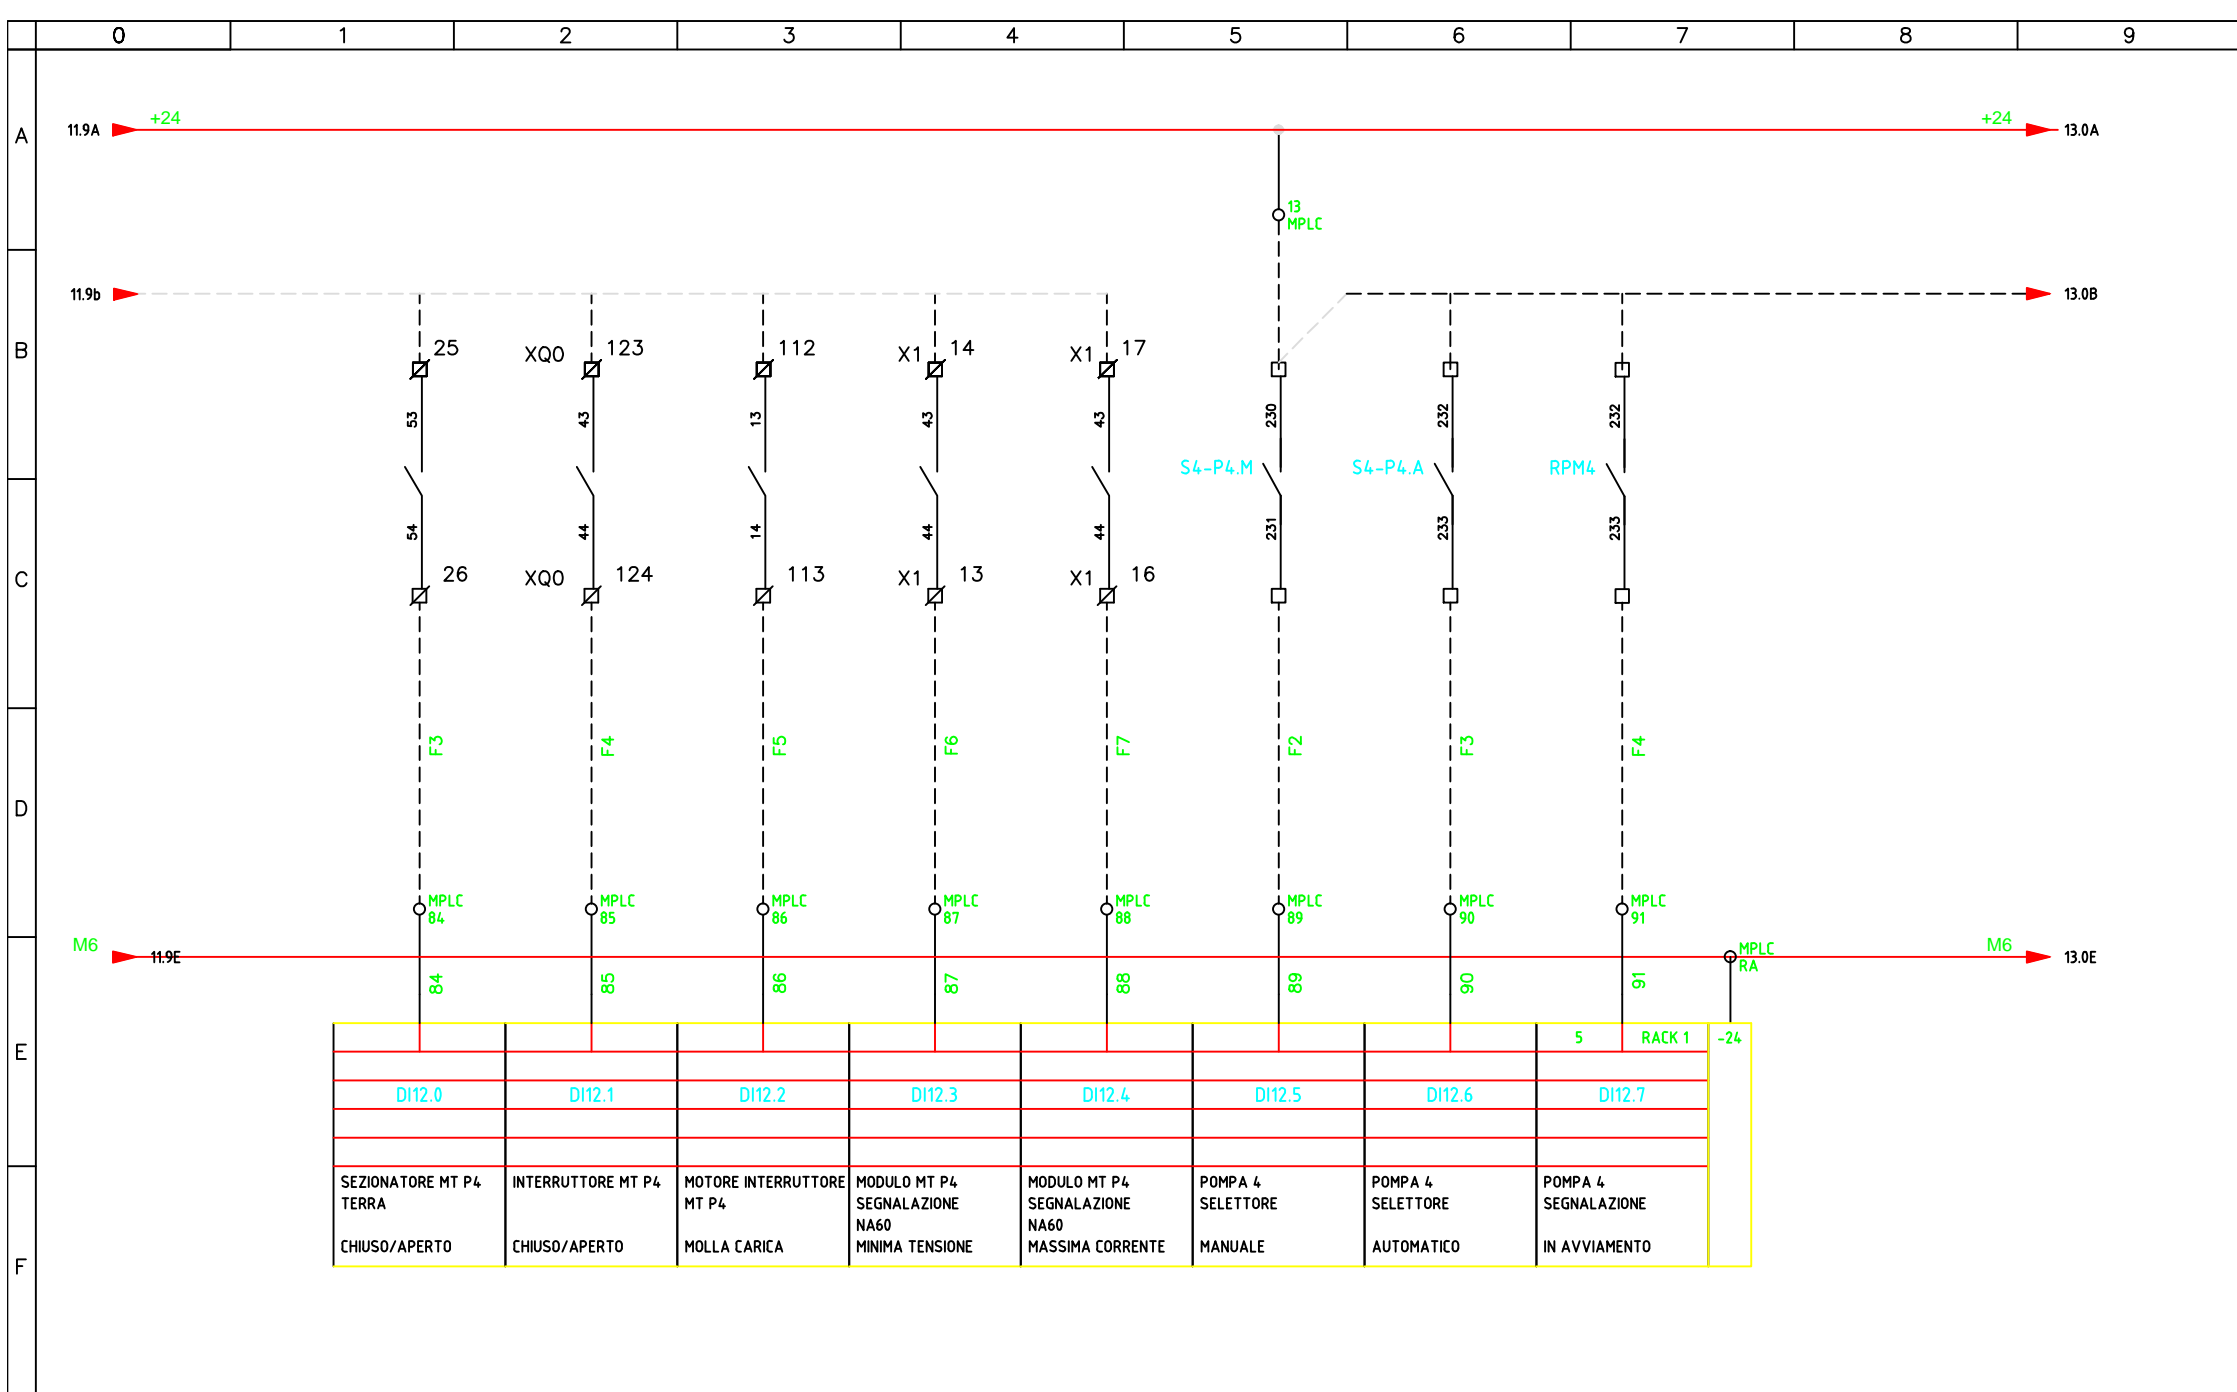 0 1 2 3 4 5 6 7 8 9
A
+24 +24
11.9A 13.0A
13
MPLC
11.9b 13.0B
B
25 XQ0 123 112 X1 14 X1 17
53 43 13 43 43 230 232 232
S4-P4.M S4-P4.A RPM4
54 44 14 44 44 231 233 233
C
26 XQ0 124 113 X1 13 X1 16
F3 F4 F5 F6 F7 F2 F3 F4
D
MPLC MPLC MPLC MPLC MPLC MPLC MPLC MPLC
84 85 86 87 88 89 90 91
M6 M6
11.9E 13.0E
MPLC
RA
84 85 86 87 88 89 90 91
E
5 RACK 1 -24
DI12.0 DI12.1 DI12.2 DI12.3 DI12.4 DI12.5 DI12.6 DI12.7
F
SEZIONATORE MT P4
TERRA
CHIUSO/APERTO
INTERRUTTORE MT P4
CHIUSO/APERTO
MOTORE INTERRUTTORE
MT P4
MOLLA CARICA
MODULO MT P4
SEGNALAZIONE
NA60
MINIMA TENSIONE
MODULO MT P4
SEGNALAZIONE
NA60
MASSIMA CORRENTE
POMPA 4
SELETTORE
MANUALE
POMPA 4
SELETTORE
AUTOMATICO
POMPA 4
SEGNALAZIONE
IN AVVIAMENTO